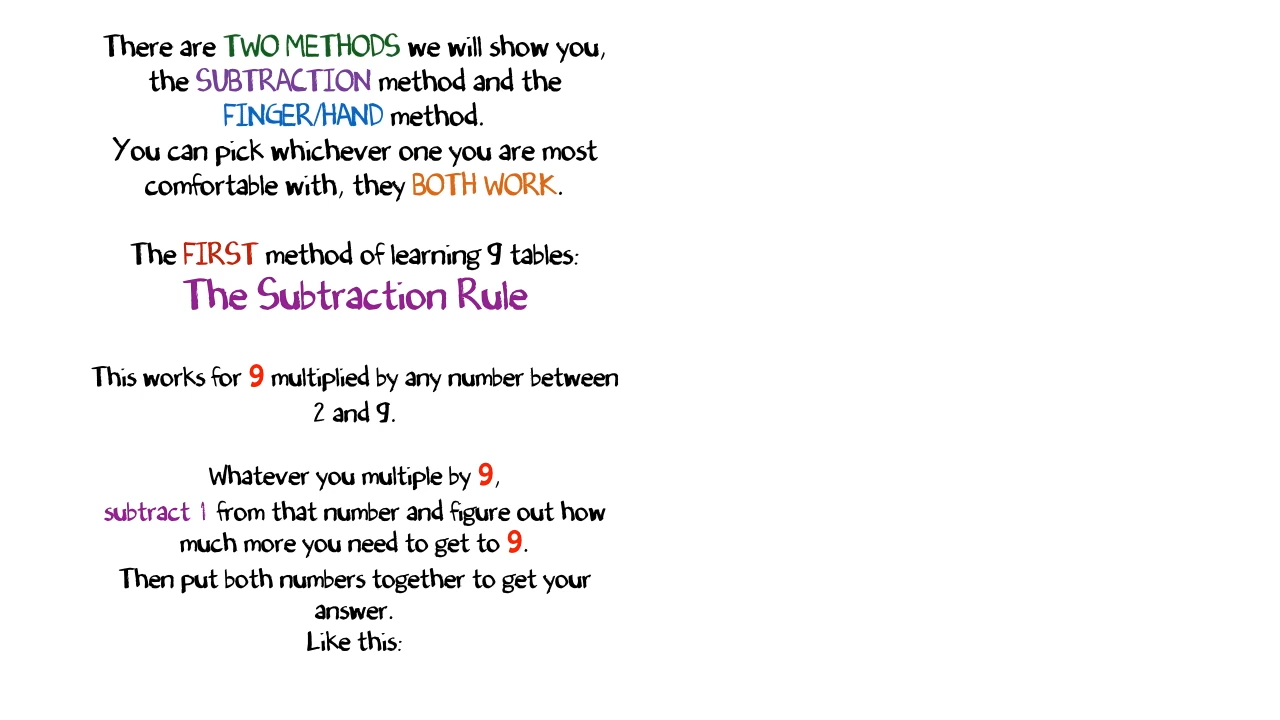 There are TWO METHODS we will show you,
the SUBTRACTION method and the
FINGER/HAND method.
You can pick whichever one you are most
comfortable with, they BOTH WORK.
The FIRST method of learning 9 tables:
The Subtraction Rule
This works for 9 multiplied by any number between
2 and 9.
Whatever you multiple by 9,
subtract 1 from that number and figure out how
much more you need to get to 9.
Then put both numbers together to get your
answer.
Like this: